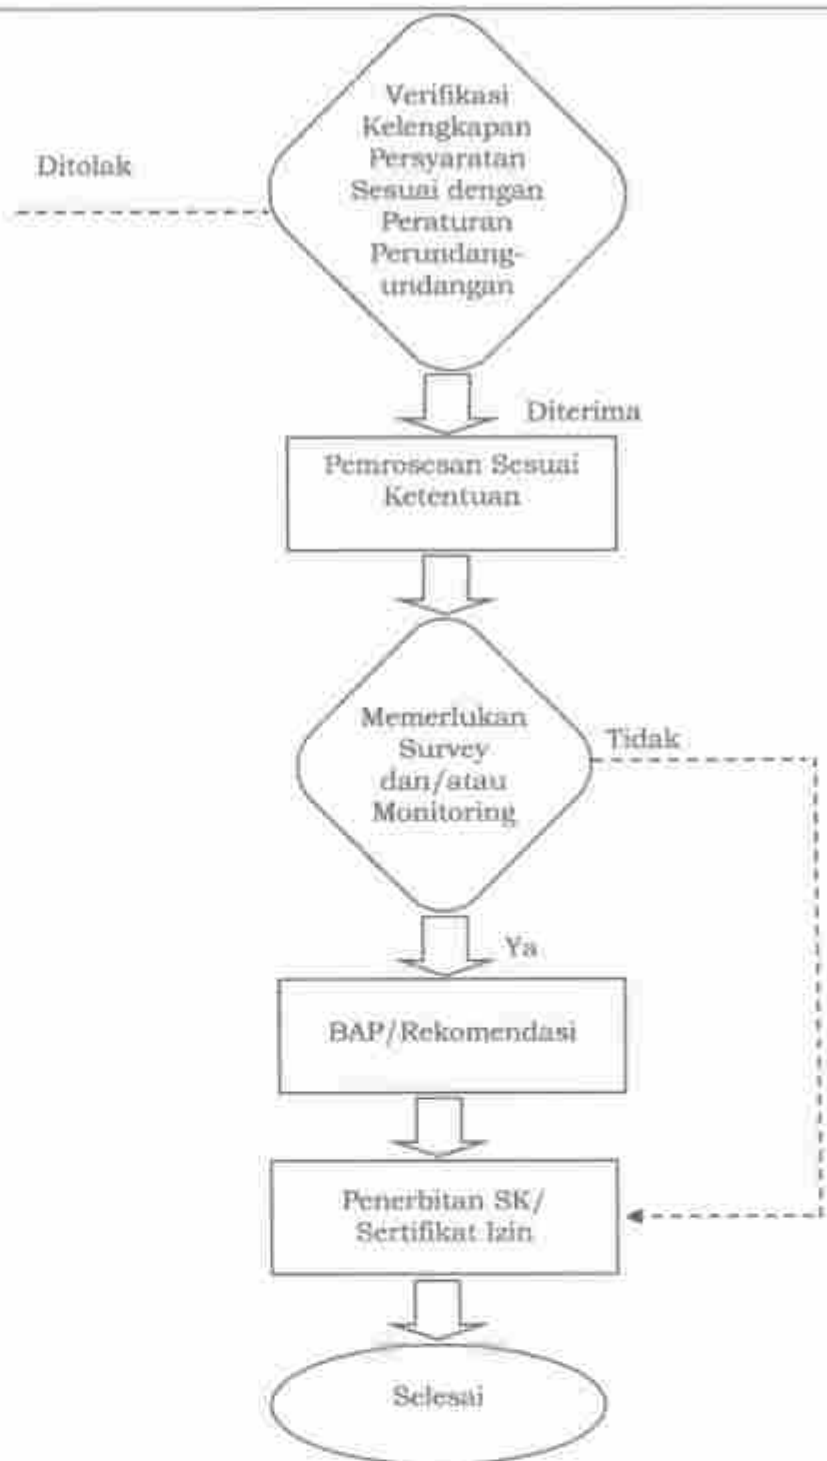 Verifikasi
Kelengkapan
Persyaratan
Sesuai dengan
Peraturan
Perundang-
undangan
Ditolak
Diterima
Pemrosesan Sesuai
Ketentuan
Memerlukan
Survey
dan/atau
Monitoring
Tidak
Ya
BAP/Rekomendasi
Penerbitan SK/
Sertifikat Izin
Selesai